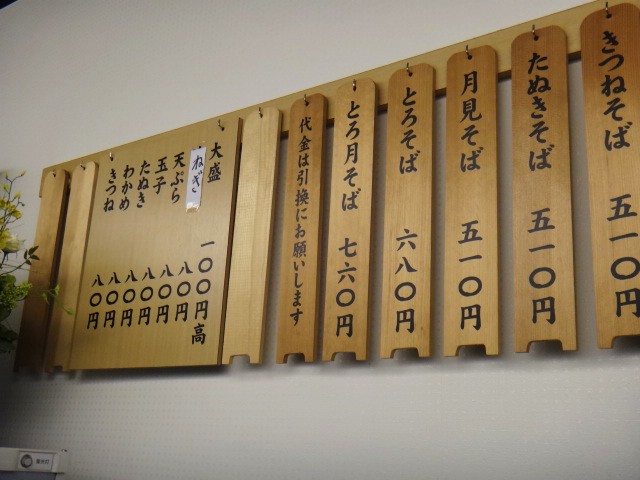 きつねそば 五一〇円
たぬきそば 五一〇円
月見そば 五一〇円
とろそば 六八〇円
とろ月そば 七六〇円
代金は引換にお願いします
大盛 一〇〇円高
ねぎ 八〇円
天ぷら 八〇円
玉子 八〇円
たぬき 八〇円
わかめ 八〇円
きつね 八〇円